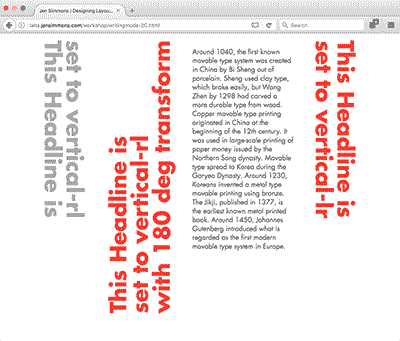 Jen Simmons | Designing Layou...
labs.jensimmons.com/workshop/writingmode-2C.html
Search
This Headline is
set to vertical-rl
This Headline is
set to vertical-rl
with 180 deg transform
Around 1040, the first known
movable type system was created
in China by Bi Sheng out of
porcelain. Sheng used clay type,
which broke easily, but Wang
Zhen by 1298 had carved a
more durable type from wood.
Copper movable type printing
originated in China at the
beginning of the 12th century. It
was used in large-scale printing of
paper money issued by the
Northern Song dynasty. Movable
type spread to Korea during the
Goryeo Dynasty. Around 1230,
Koreans invented a metal type
movable printing using bronze.
The Jikji, published in 1377, is
the earliest known metal printed
book. Around 1450, Johannes
Gutenberg introduced what is
regarded as the first modern
movable type system in Europe.
This Headline is
set to vertical-lr